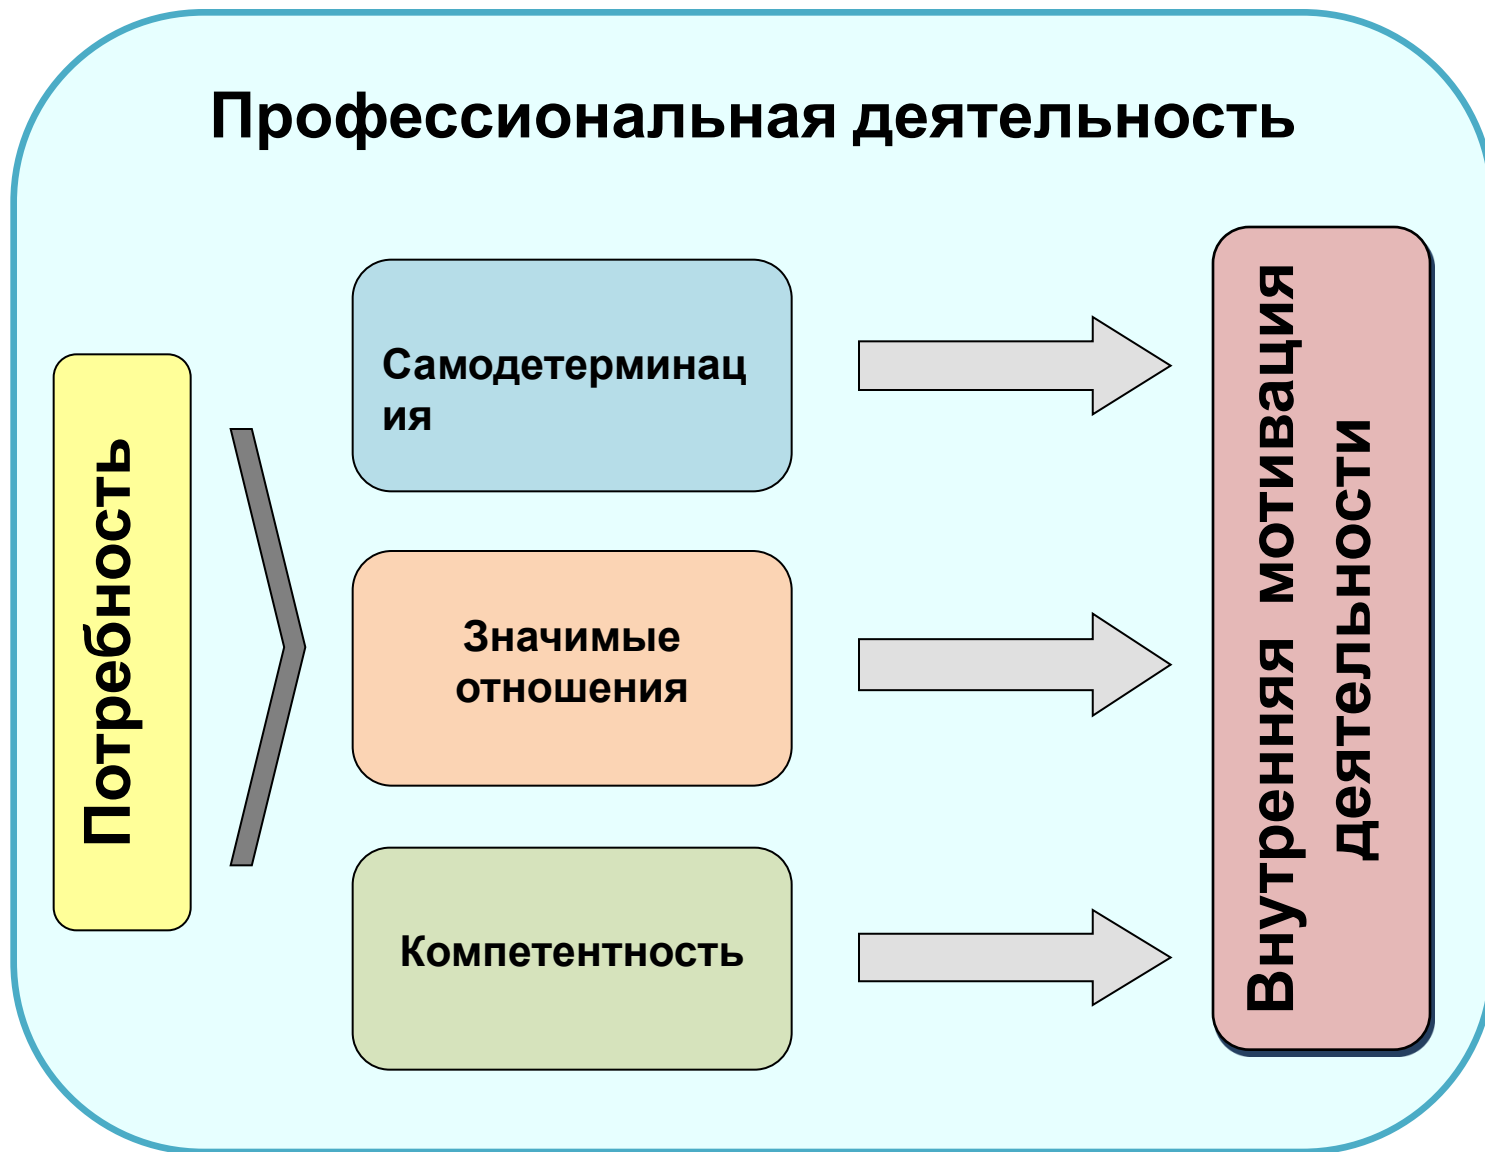 Профессиональная деятельность
Потребность
Самодетерминац
ия
Значимые
отношения
Компетентность
Внутренняя мотивация
деятельности